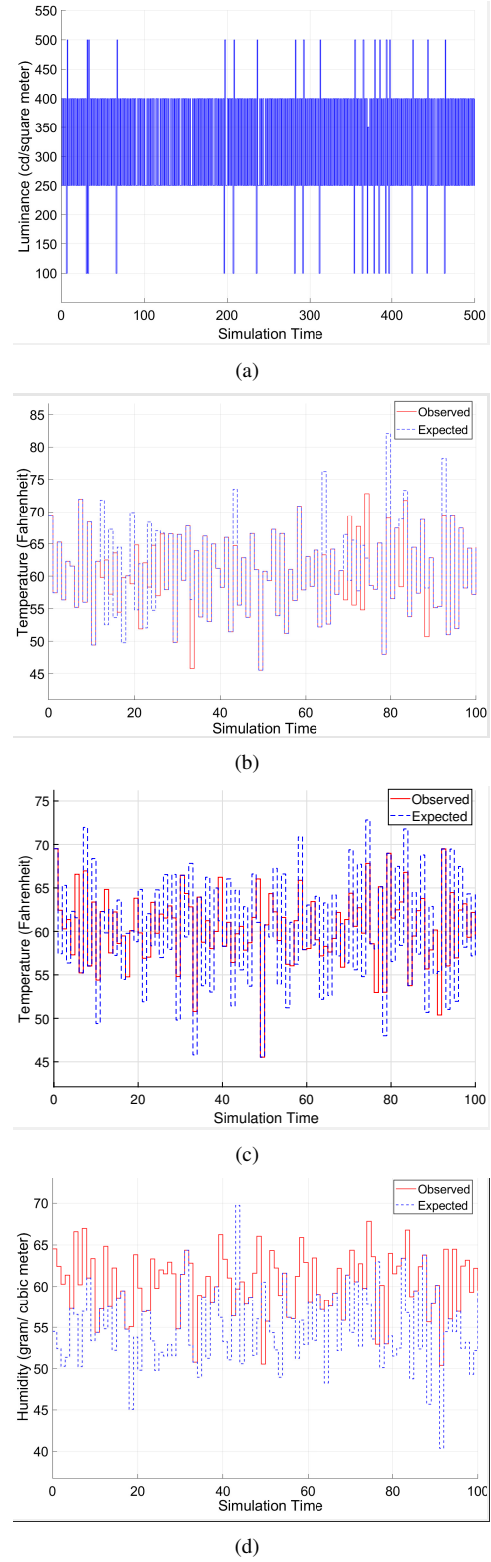 550
500
450
400
350
300
250
200
150
100
Luminance (cd/square meter)
0 100 200 300 400 500
Simulation Time
(a)
Observed
Expected
85
80
75
70
65
60
55
50
45
Temperature (Fahrenheit)
0 20 40 60 80 100
Simulation Time
(b)
Observed
Expected
75
70
65
60
55
50
45
Temperature (Fahrenheit)
0 20 40 60 80 100
Simulation Time
(c)
Observed
Expected
70
65
60
55
50
45
40
Humidity (gram/ cubic meter)
0 20 40 60 80 100
Simulation Time
(d)